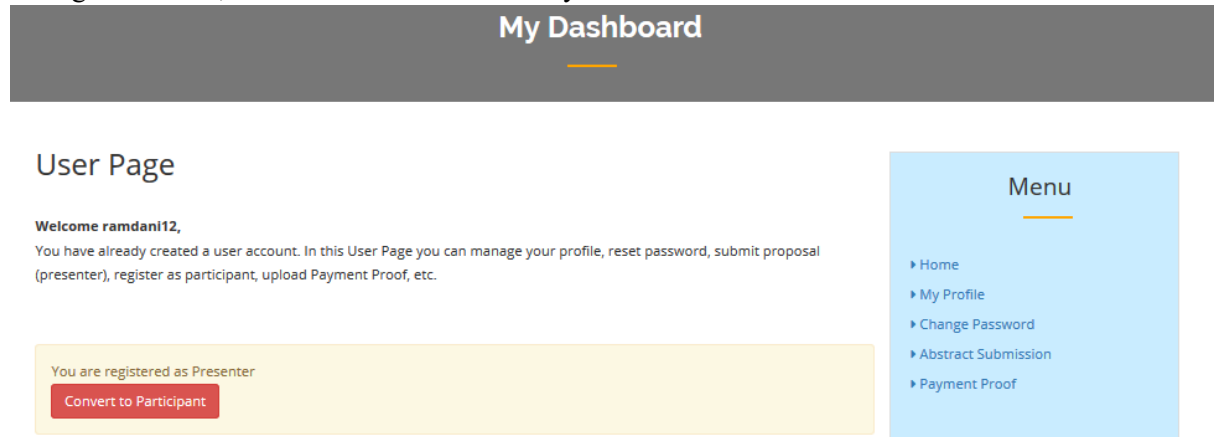 My Dashboard
User Page
Welcome ramdani12,
You have already created a user account. In this User Page you can manage your profile, reset password, submit proposal
(presenter), register as participant, upload Payment Proof, etc.
You are registered as Presenter
Convert to Participant
Menu
Home
My Profile
Change Password
Abstract Submission
Payment Proof